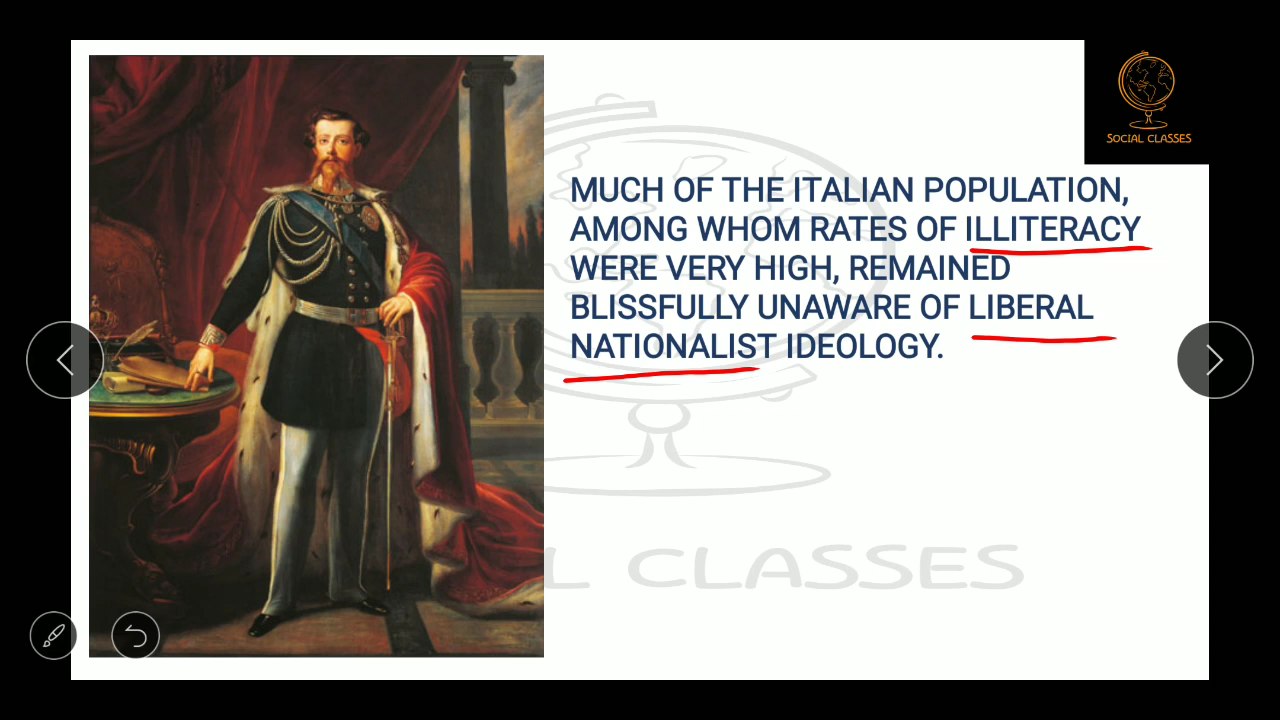 SOCIAL CLASSES
MUCH OF THE ITALIAN POPULATION,
AMONG WHOM RATES OF ILLITERACY
WERE VERY HIGH, REMAINED
BLISSFULLY UNAWARE OF LIBERAL
NATIONALIST IDEOLOGY.
L CLASSES